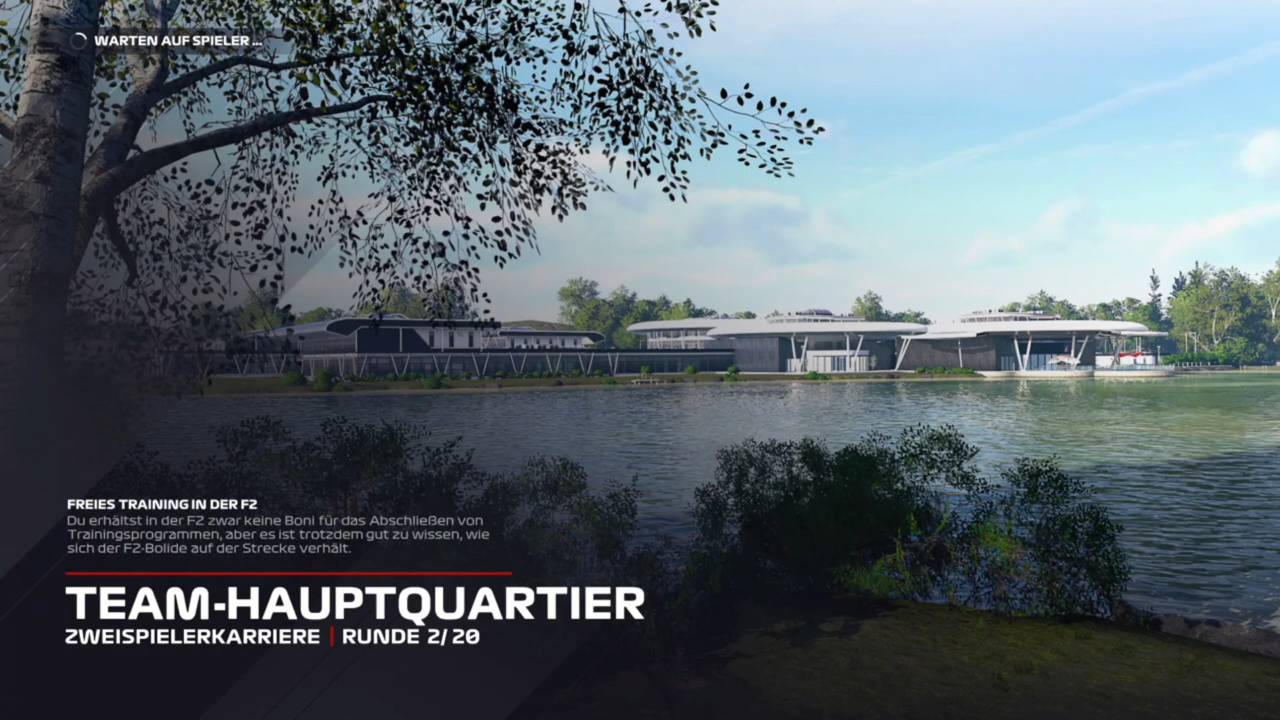 WARTEN AUF SPIELER ...
FREIES TRAINING IN DER F2
Du erhältst in der F2 zwar keine Boni für das Abschließen von
Trainingsprogrammen, aber es ist trotzdem gut zu wissen, wie
sich der F2-Bolide auf der Strecke verhält.
TEAM-HAUPTQUARTIER
ZWEISPIELERKARRIERE | RUNDE 2/20